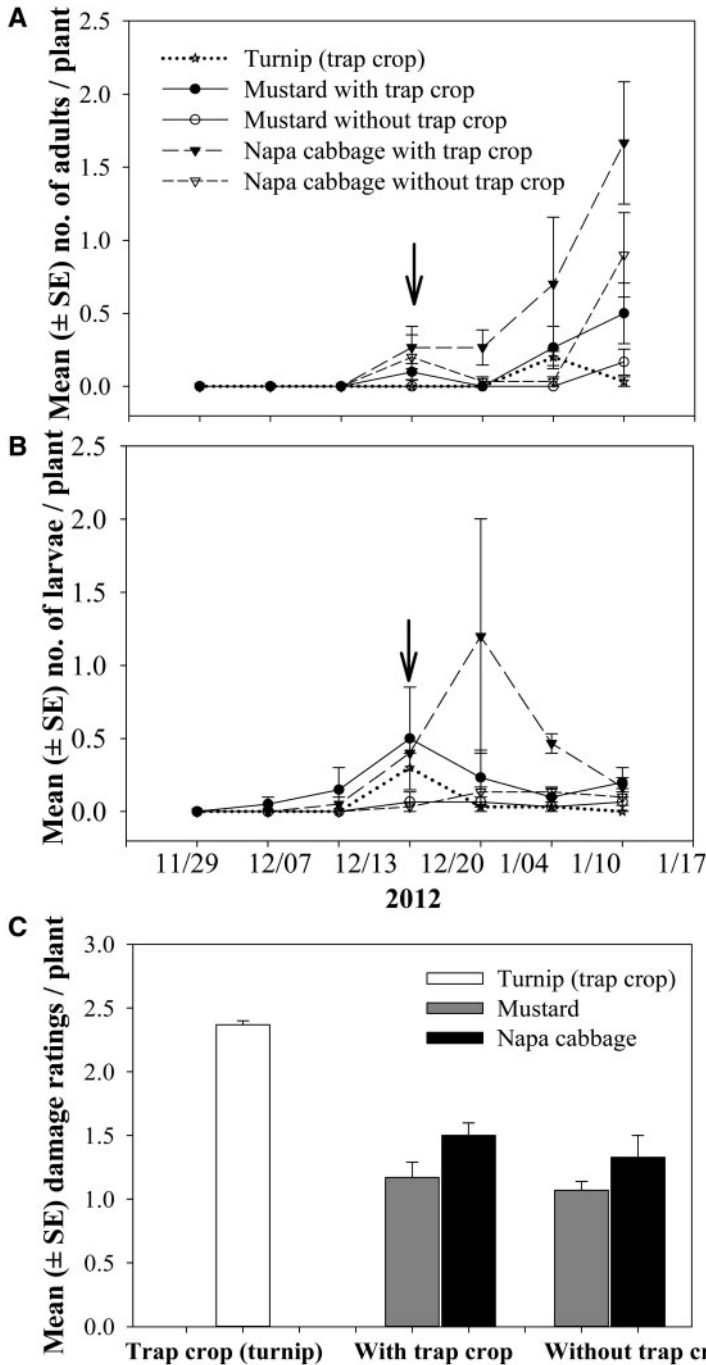 A
Mean (± SE) no. of adults / plant
2.5
2.0
1.5
1.0
0.5
0.0
Turnip (trap crop)
Mustard with trap crop
Mustard without trap crop
Napa cabbage with trap crop
Napa cabbage without trap crop
B
Mean (± SE) no. of larvae / plant
2.5
2.0
1.5
1.0
0.5
0.0
11/29 12/07 12/13 12/20 1/04 1/10 1/17
2012
C
Mean (± SE) damage ratings / plant
3.0
2.5
2.0
1.5
1.0
0.5
0.0
Turnip (trap crop)
Mustard
Napa cabbage
Trap crop (turnip) With trap crop Without trap cr